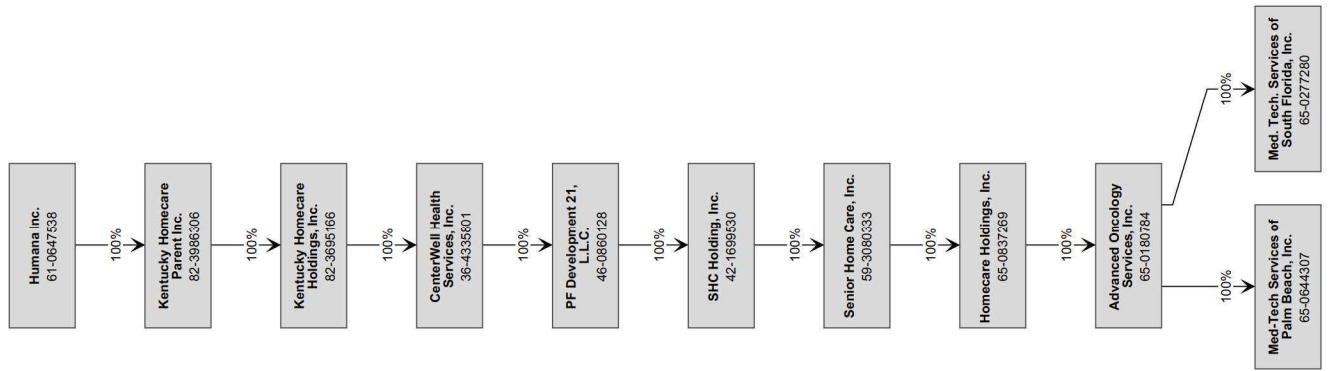 Humana Inc.
61-0647538
100%
Kentucky Homecare
Parent Inc.
82-3986306
100%
Kentucky Homecare
Holdings, Inc.
82-3695166
100%
CenterWell Health
Services, Inc.
36-4335801
100%
PF Development 21,
L.L.C.
46-0860128
100%
SHC Holding, Inc.
42-1699530
100%
Senior Home Care, Inc.
59-3080333
100%
Homecare Holdings, Inc.
65-0837269
100%
Advanced Oncology
Services, Inc.
65-0180784
100%
Med-Tech Services of
Palm Beach, Inc.
65-0644307
100%
Med. Tech. Services of
South Florida, Inc.
65-0277280